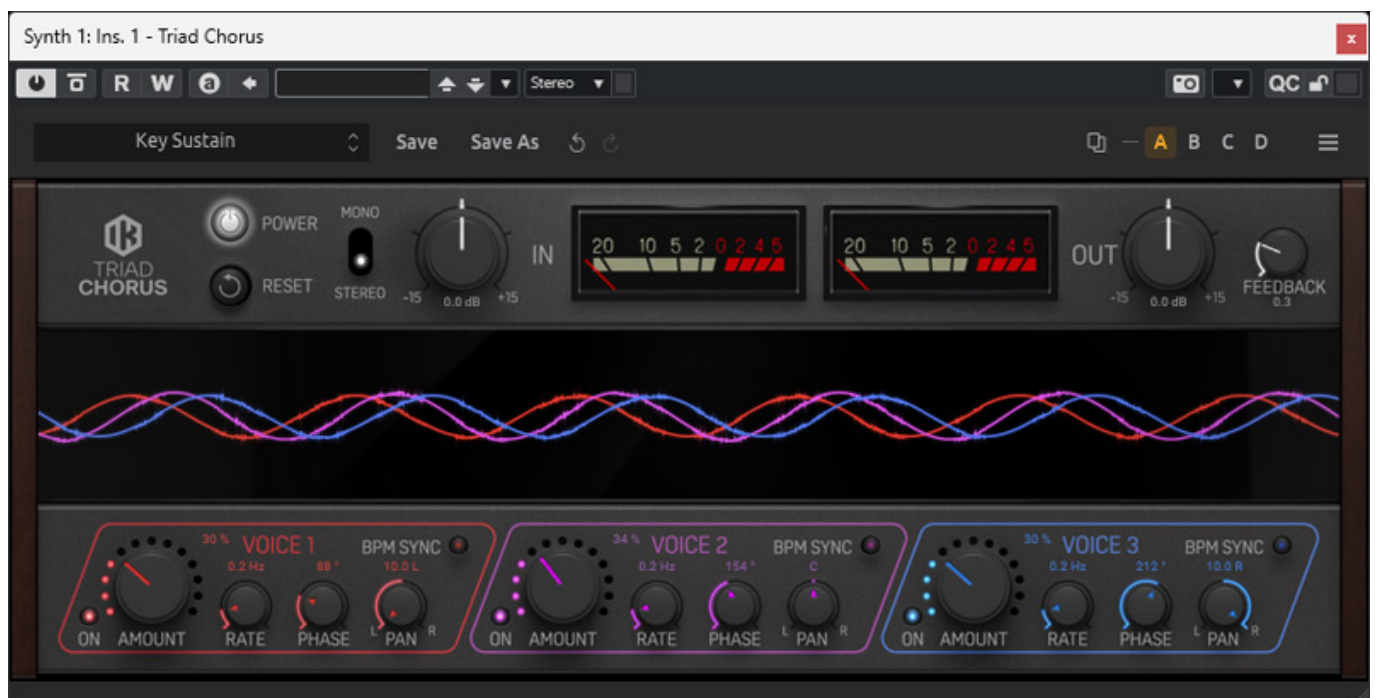 Synth 1: Ins. 1 - Triad Chorus
x
R W a Stereo QC
Key Sustain Save Save As A B C D
TRIAD
CHORUS
POWER
RESET
MONO
STEREO
-15 0.0 dB +15
IN
20 10 5 2 0 2 4 5
20 10 5 2 0 2 4 5
OUT
-15 0.0 dB +15
FEEDBACK
0.3
30 % VOICE 1 BPM SYNC
0.2 Hz 88 ° 10.0 L
L R
ON AMOUNT RATE PHASE PAN
34 % VOICE 2 BPM SYNC
0.2 Hz 154 ° C
L R
ON AMOUNT RATE PHASE PAN
30 % VOICE 3 BPM SYNC
0.2 Hz 212 ° 10.0 R
L R
ON AMOUNT RATE PHASE PAN